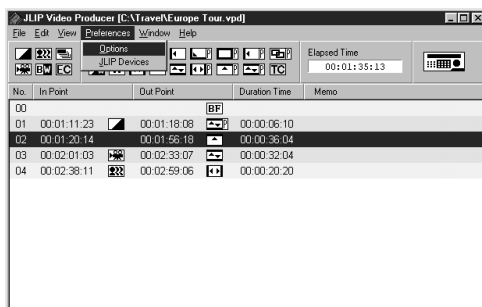 JLIP Video Producer [C:\Travel\Europe Tour.vpd]
File Edit View Preferences Window Help
Options
JLIP Devices
Elapsed Time
00:01:35:13
BW EC TC
No. In Point Out Point Duration Time Memo
00 BF
01 00:01:11:23 00:01:18:08 P 00:00:06:10
02 00:01:20:14 00:01:56:18 00:00:36:04
03 00:02:01:03 00:02:33:07 00:00:32:04
04 00:02:38:11 00:02:59:06 00:00:20:20